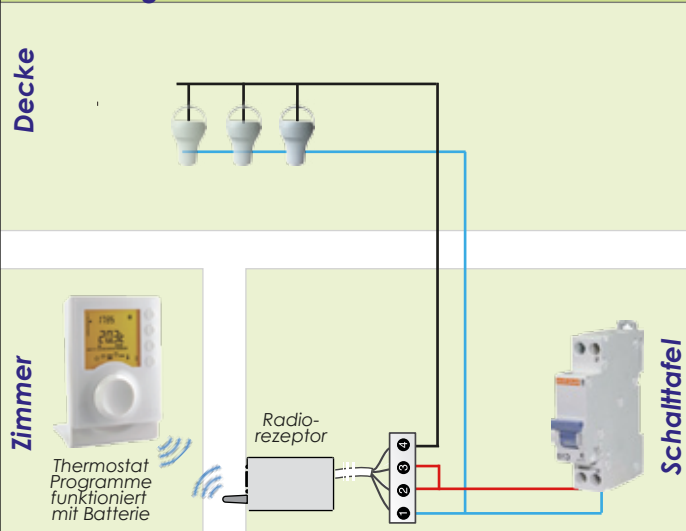 Decke
Zimmer
Thermostat
Programme
funktioniert
mit Batterie
Radio-
rezeptor
4
3
2
1
Schalttafel